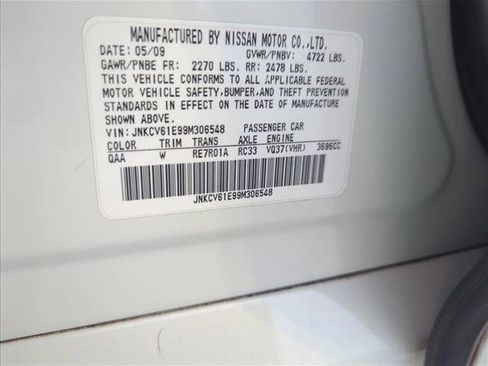 MANUFACTURED BY NISSAN MOTOR CO.,LTD.
DATE: 05/09 GVWR/PNBV: 4722 LBS.
GAWR/PNBE FR: 2270 LBS. RR: 2478 LBS.
THIS VEHICLE CONFORMS TO ALL APPLICABLE FEDERAL
MOTOR VEHICLE SAFETY,BUMPER,AND THEFT PREVENTION
STANDARDS IN EFFECT ON THE DATE OF MANUFACTURE
SHOWN ABOVE.
VIN: JNKCV61E99M306548 PASSENGER CAR
COLOR TRIM TRANS AXLE ENGINE
QAA W RE7R01A RC33 VQ37(VHR) 3696CC
JNKCV61E99M306548